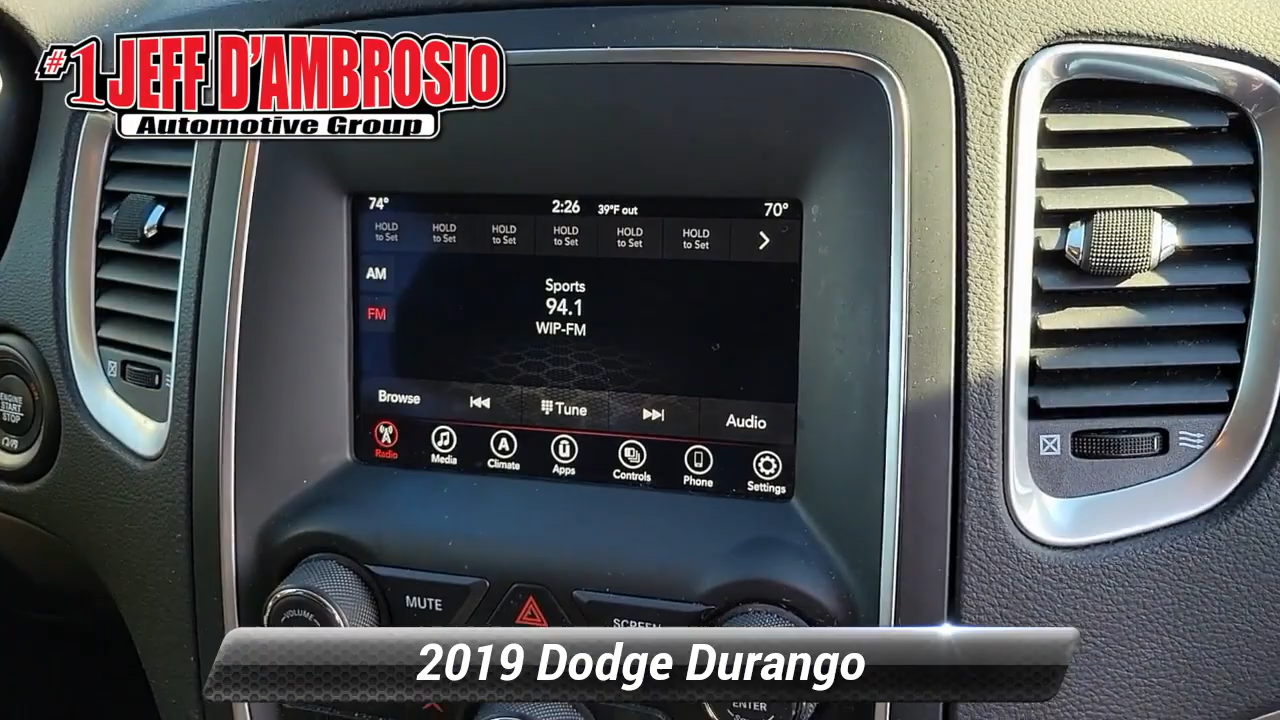 #1 JEFF D'AMBROSIO
Automotive Group
74° 2:26 39°F out 70°
HOLD to Set HOLD to Set HOLD to Set HOLD to Set HOLD to Set HOLD to Set
AM
FM
Sports
94.1
WIP-FM
Browse Tune Audio
Radio Media Climate Apps Controls Phone Settings
ENGINE
START
STOP
VOLUME
MUTE
SCREEN
2019 Dodge Durango
ENTER